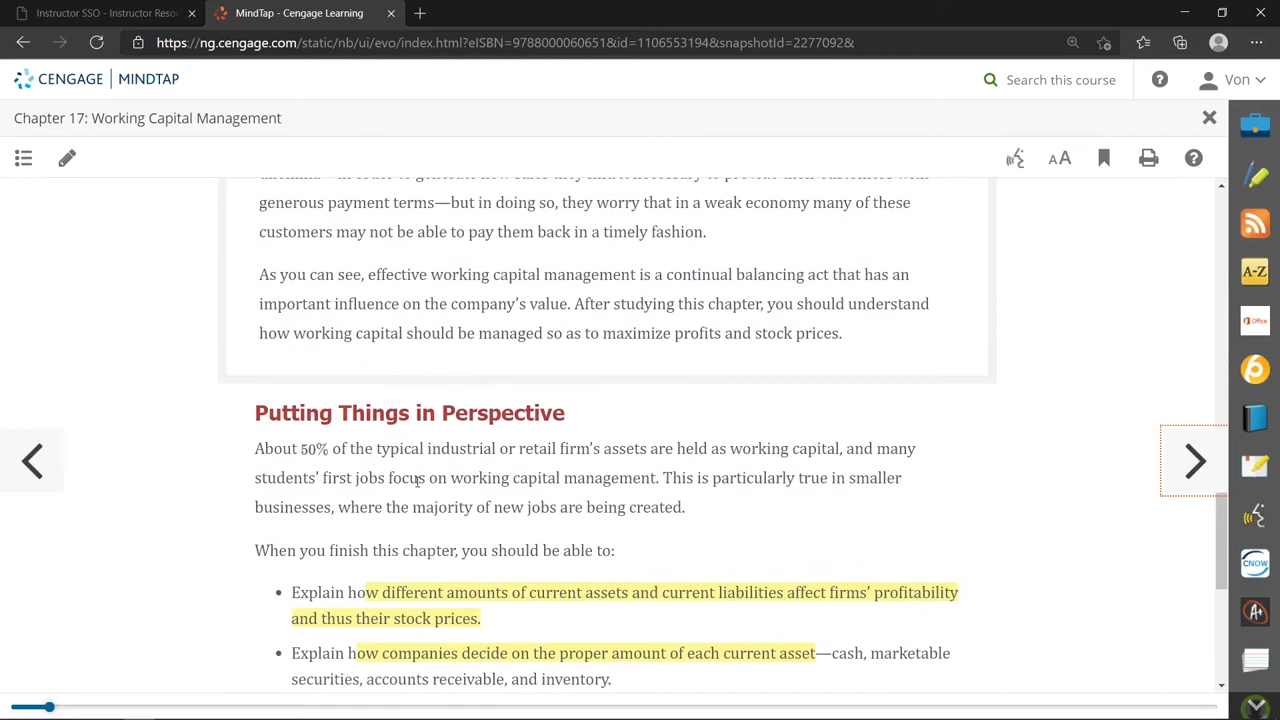 Instructor SSO - Instructor Resou
MindTap - Cengage Learning
https://ng.cengage.com/static/nb/ui/evo/index.html?eISBN=9788000060651&id=1106553194&snapshotId=2277092&
CENGAGE | MINDTAP
Search this course
Von
Chapter 17: Working Capital Management
AA
generous payment terms—but in doing so, they worry that in a weak economy many of these
customers may not be able to pay them back in a timely fashion.
As you can see, effective working capital management is a continual balancing act that has an
important influence on the company's value. After studying this chapter, you should understand
how working capital should be managed so as to maximize profits and stock prices.
Putting Things in Perspective
About 50% of the typical industrial or retail firm's assets are held as working capital, and many
students' first jobs focus on working capital management. This is particularly true in smaller
businesses, where the majority of new jobs are being created.
When you finish this chapter, you should be able to:
• Explain how different amounts of current assets and current liabilities affect firms' profitability
and thus their stock prices.
• Explain how companies decide on the proper amount of each current asset—cash, marketable
securities, accounts receivable, and inventory.
A-Z
Office
CNOW
A+